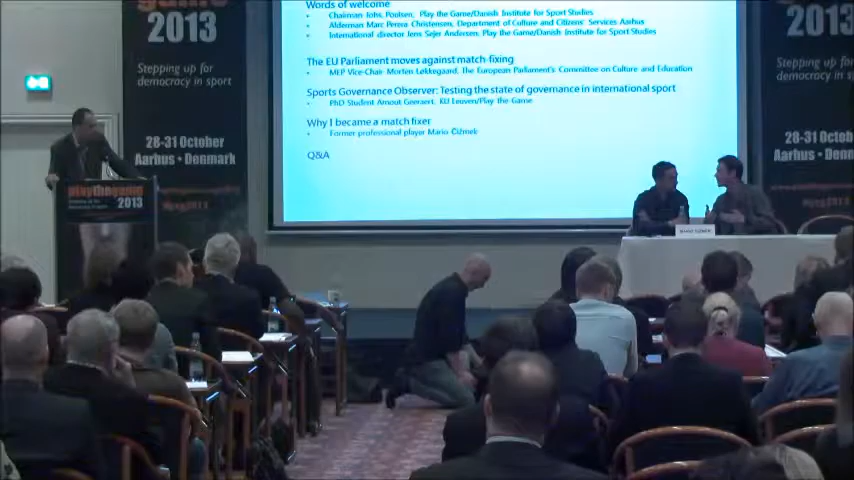 2013
Stepping up for
democracy in sport
28-31 October
Aarhus • Denmark
playthegame
2013
Words of welcome
• Chairman Johs. Poulsen, Play the Game/Danish Institute for Sport Studies
• Alderman Marc Perera Christensen, Department of Culture and Citizens' Services Aarhus
• International director Jens Sejer Andersen, Play the Game/Danish Institute for Sport Studies
The EU Parliament moves against match-fixing
• MEP Vice-Chair Morten Løkkegaard, The European Parliament's Committee on Culture and Education
Sports Governance Observer: Testing the state of governance in international sport
• PhD Student Arnout Geeraert, KU Leuven/Play the Game
Why I became a match fixer
• Former professional player Mario Čižmek
Q&A
2013
Stepping up for
democracy in sport
28-31 Octob
Aarhus • Denmark